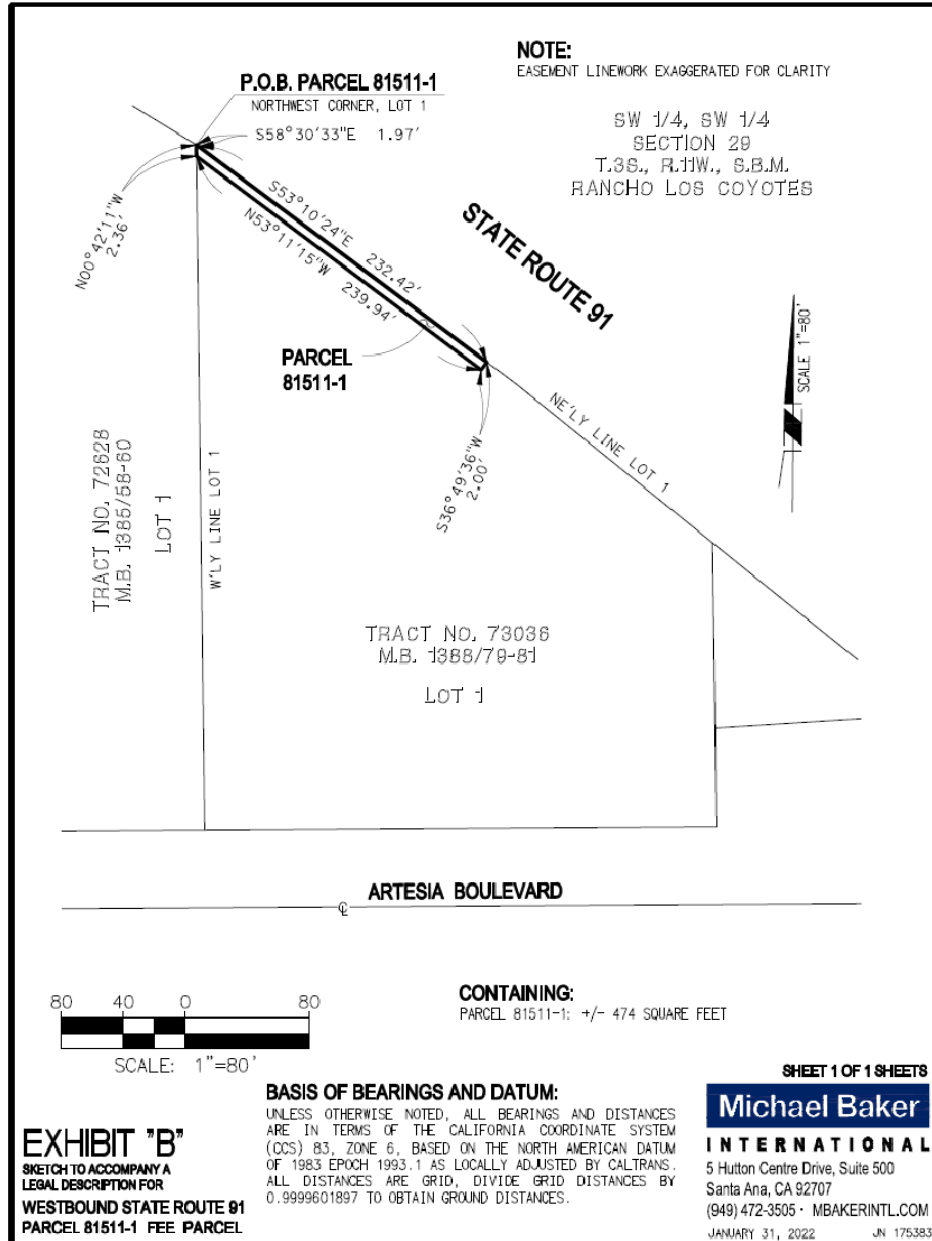 NOTE:
EASEMENT LINEWORK EXAGGERATED FOR CLARITY
P.O.B. PARCEL 81511-1
NORTHWEST CORNER, LOT 1
S58°30'33"E 1.97'
SW 1/4, SW 1/4
SECTION 29
T.3S., R.11W., S.B.M.
RANCHO LOS COYOTES
N00°42'11"W
2.36'
S53°10'24"E 232.42'
N53°11'15"W 239.94'
STATE ROUTE 91
PARCEL
81511-1
SCALE 1"=80'
NE'LY LINE LOT 1
S36°49'36"W
2.00'
TRACT NO. 72628
M.B. 1385/58-60
LOT 1
W'LY LINE LOT 1
TRACT NO. 73036
M.B. 1388/79-81
LOT 1
ARTESIA BOULEVARD
℄
80 40 0 80
SCALE: 1"=80'
CONTAINING:
PARCEL 81511-1: +/- 474 SQUARE FEET
BASIS OF BEARINGS AND DATUM:
UNLESS OTHERWISE NOTED, ALL BEARINGS AND DISTANCES
ARE IN TERMS OF THE CALIFORNIA COORDINATE SYSTEM
(CCS) 83, ZONE 6, BASED ON THE NORTH AMERICAN DATUM
OF 1983 EPOCH 1993.1 AS LOCALLY ADJUSTED BY CALTRANS.
ALL DISTANCES ARE GRID, DIVIDE GRID DISTANCES BY
0.9999601897 TO OBTAIN GROUND DISTANCES.
EXHIBIT "B"
SKETCH TO ACCOMPANY A
LEGAL DESCRIPTION FOR
WESTBOUND STATE ROUTE 91
PARCEL 81511-1 FEE PARCEL
SHEET 1 OF 1 SHEETS
Michael Baker
INTERNATIONAL
5 Hutton Centre Drive, Suite 500
Santa Ana, CA 92707
(949) 472-3505 · MBAKERINTL.COM
JANUARY 31, 2022 JN 175383